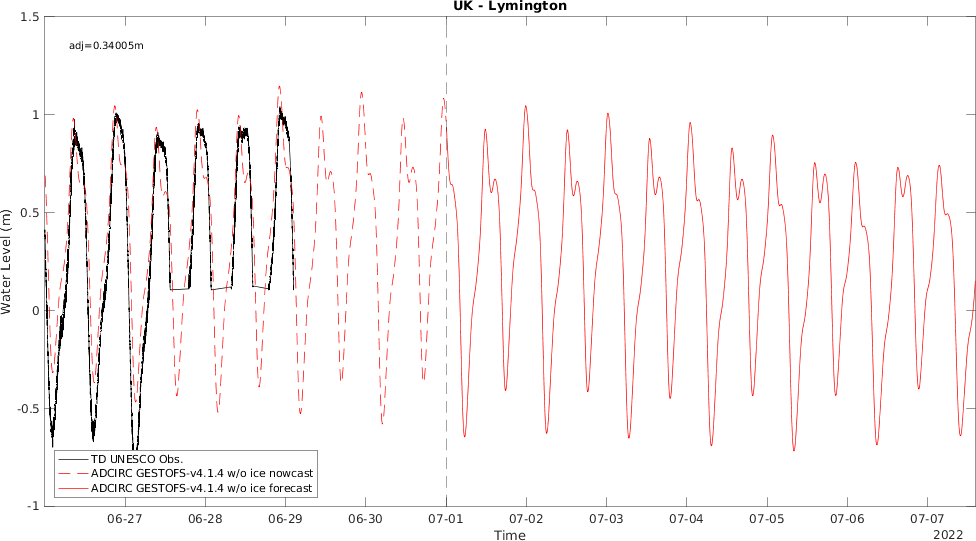 UK - Lymington
adj=0.34005m
1.5
1
0.5
0
-0.5
-1
Water Level (m)
TD UNESCO Obs.
ADCIRC GESTOFS-v4.1.4 w/o ice nowcast
ADCIRC GESTOFS-v4.1.4 w/o ice forecast
06-27 06-28 06-29 06-30 07-01 07-02 07-03 07-04 07-05 07-06 07-07
Time
2022